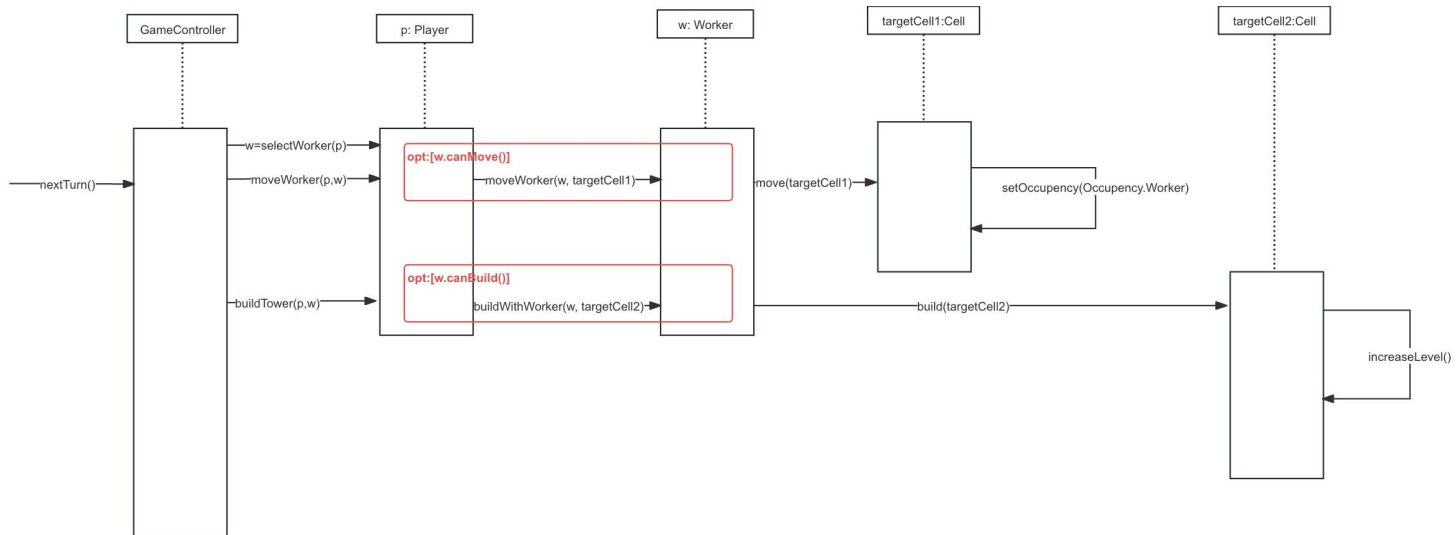 GameController
p: Player
w: Worker
targetCell1:Cell
targetCell2:Cell
w=selectWorker(p)
opt:[w.canMove()]
nextTurn()
moveWorker(p,w)
moveWorker(w, targetCell1)
move(targetCell1)
setOccupency(Occupency.Worker)
opt:[w.canBuild()]
buildTower(p,w)
buildWithWorker(w, targetCell2)
build(targetCell2)
increaseLevel()